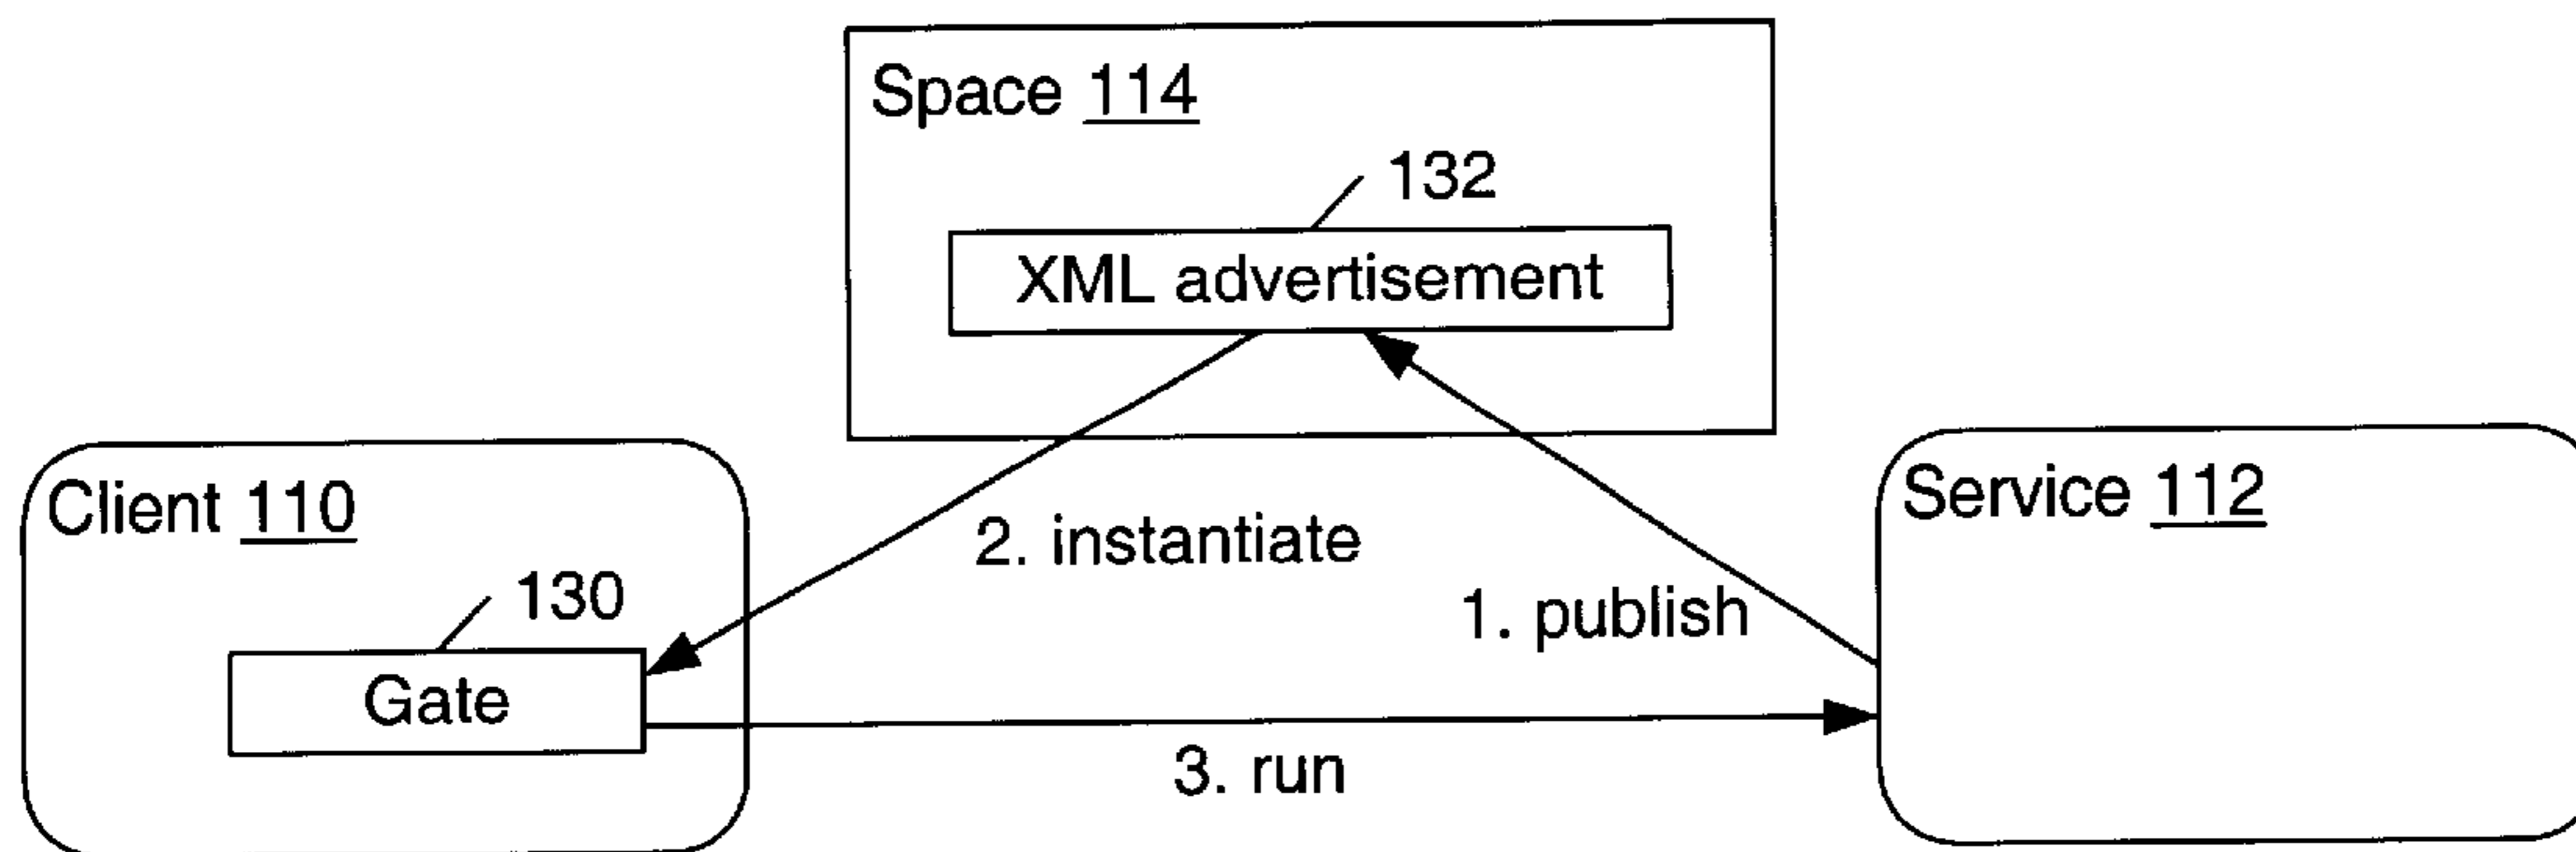 Space 114
132
XML advertisement
Client 110
Service 112
2. instantiate
130
1. publish
Gate
3. run